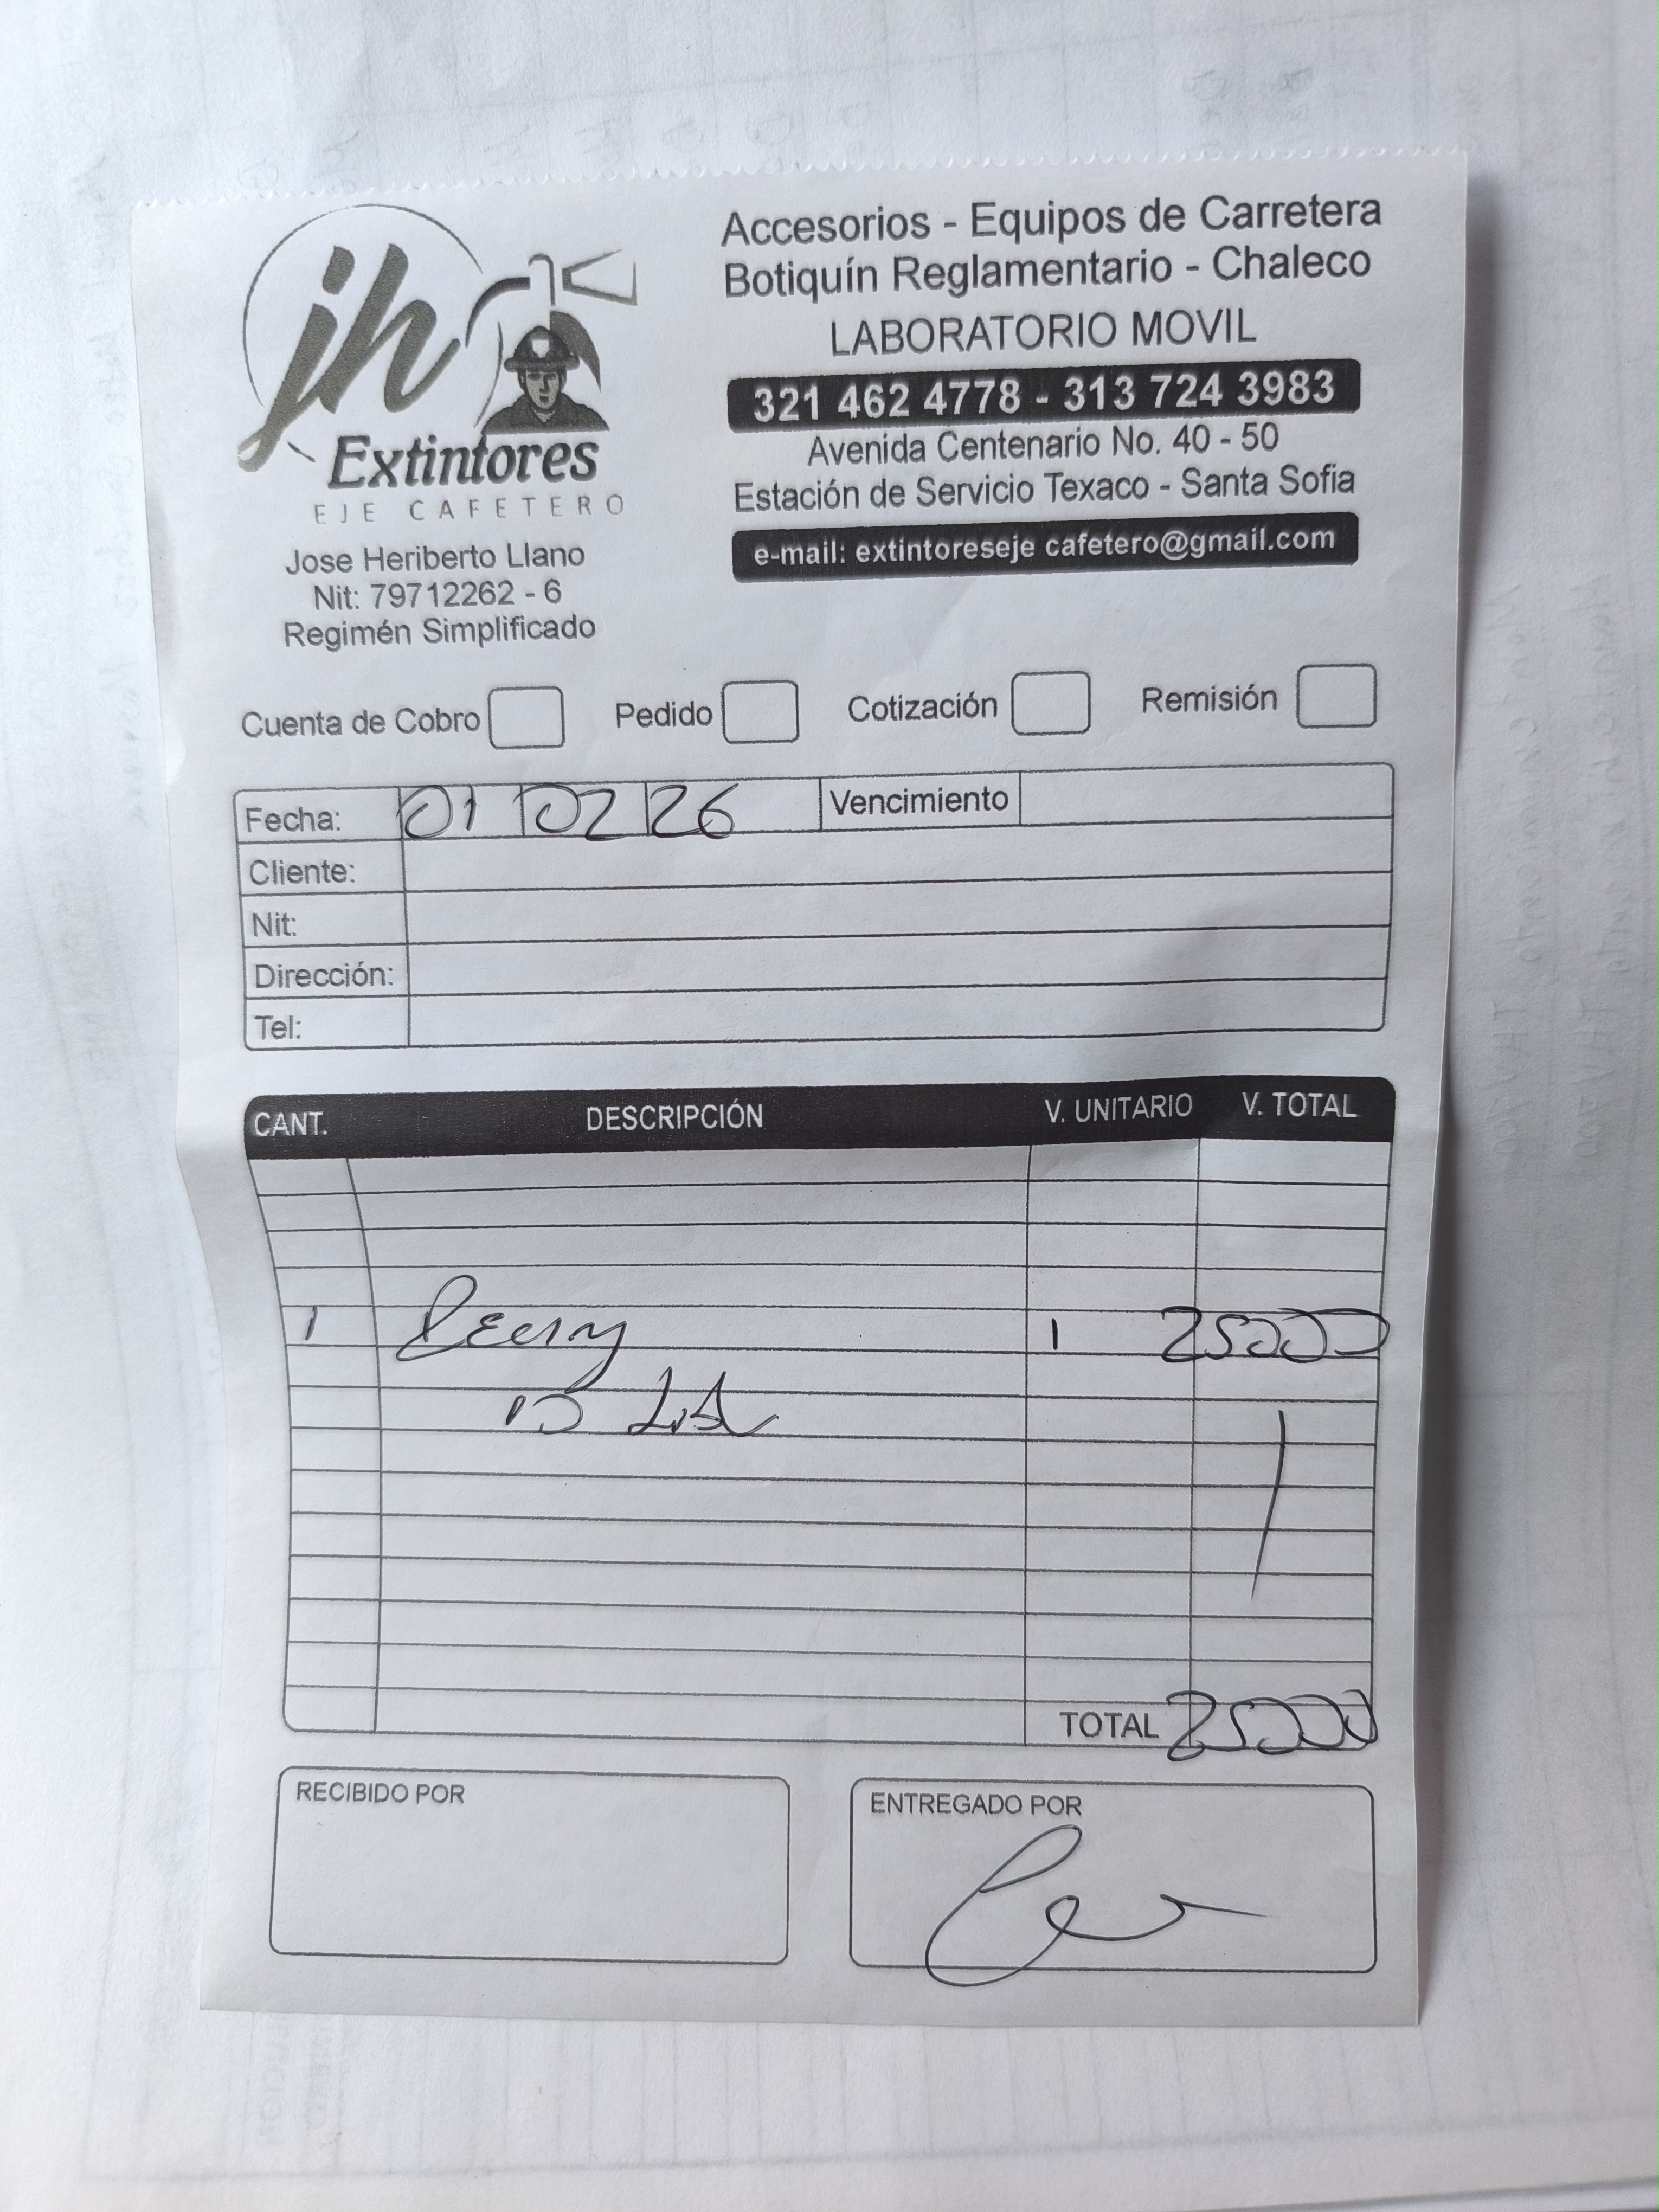 jh
Extintores
EJE CAFETERO
Jose Heriberto Llano
Nit: 79712262 - 6
Regimén Simplificado
Accesorios - Equipos de Carretera
Botiquín Reglamentario - Chaleco
LABORATORIO MOVIL
321 462 4778 - 313 724 3983
Avenida Centenario No. 40 - 50
Estación de Servicio Texaco - Santa Sofia
e-mail: extintoreseje cafetero@gmail.com
Cuenta de Cobro Pedido Cotización Remisión
Fecha: 01 02 26 Vencimiento
Cliente:
Nit:
Dirección:
Tel:
CANT. DESCRIPCIÓN V. UNITARIO V. TOTAL
1 1 25000
TOTAL 25000
RECIBIDO POR
ENTREGADO POR